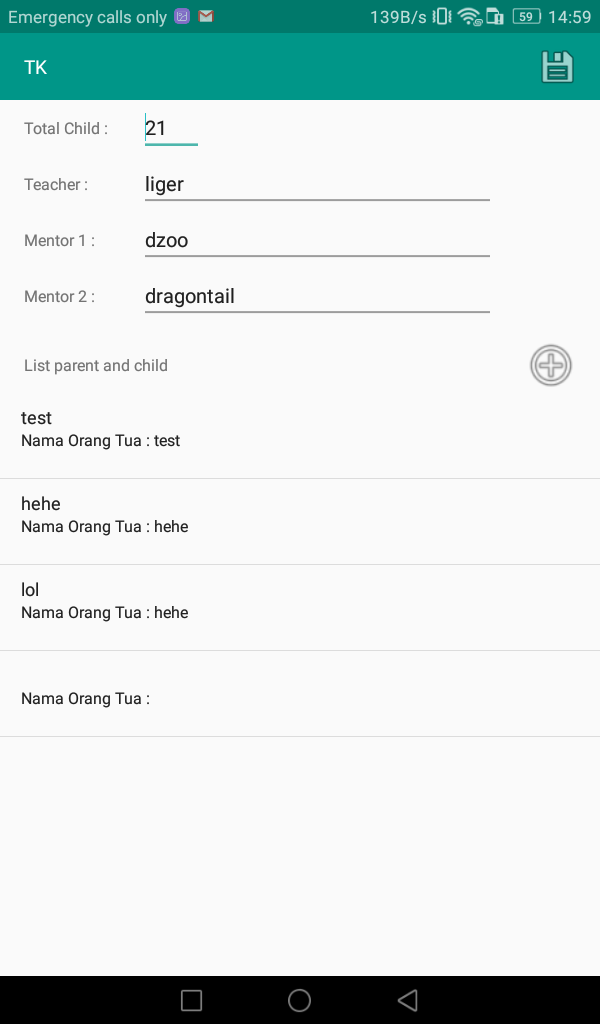 Emergency calls only 139B/s 59 14:59
TK
Total Child : 21
Teacher : liger
Mentor 1 : dzoo
Mentor 2 : dragontail
List parent and child
test
Nama Orang Tua : test
hehe
Nama Orang Tua : hehe
lol
Nama Orang Tua : hehe
Nama Orang Tua :